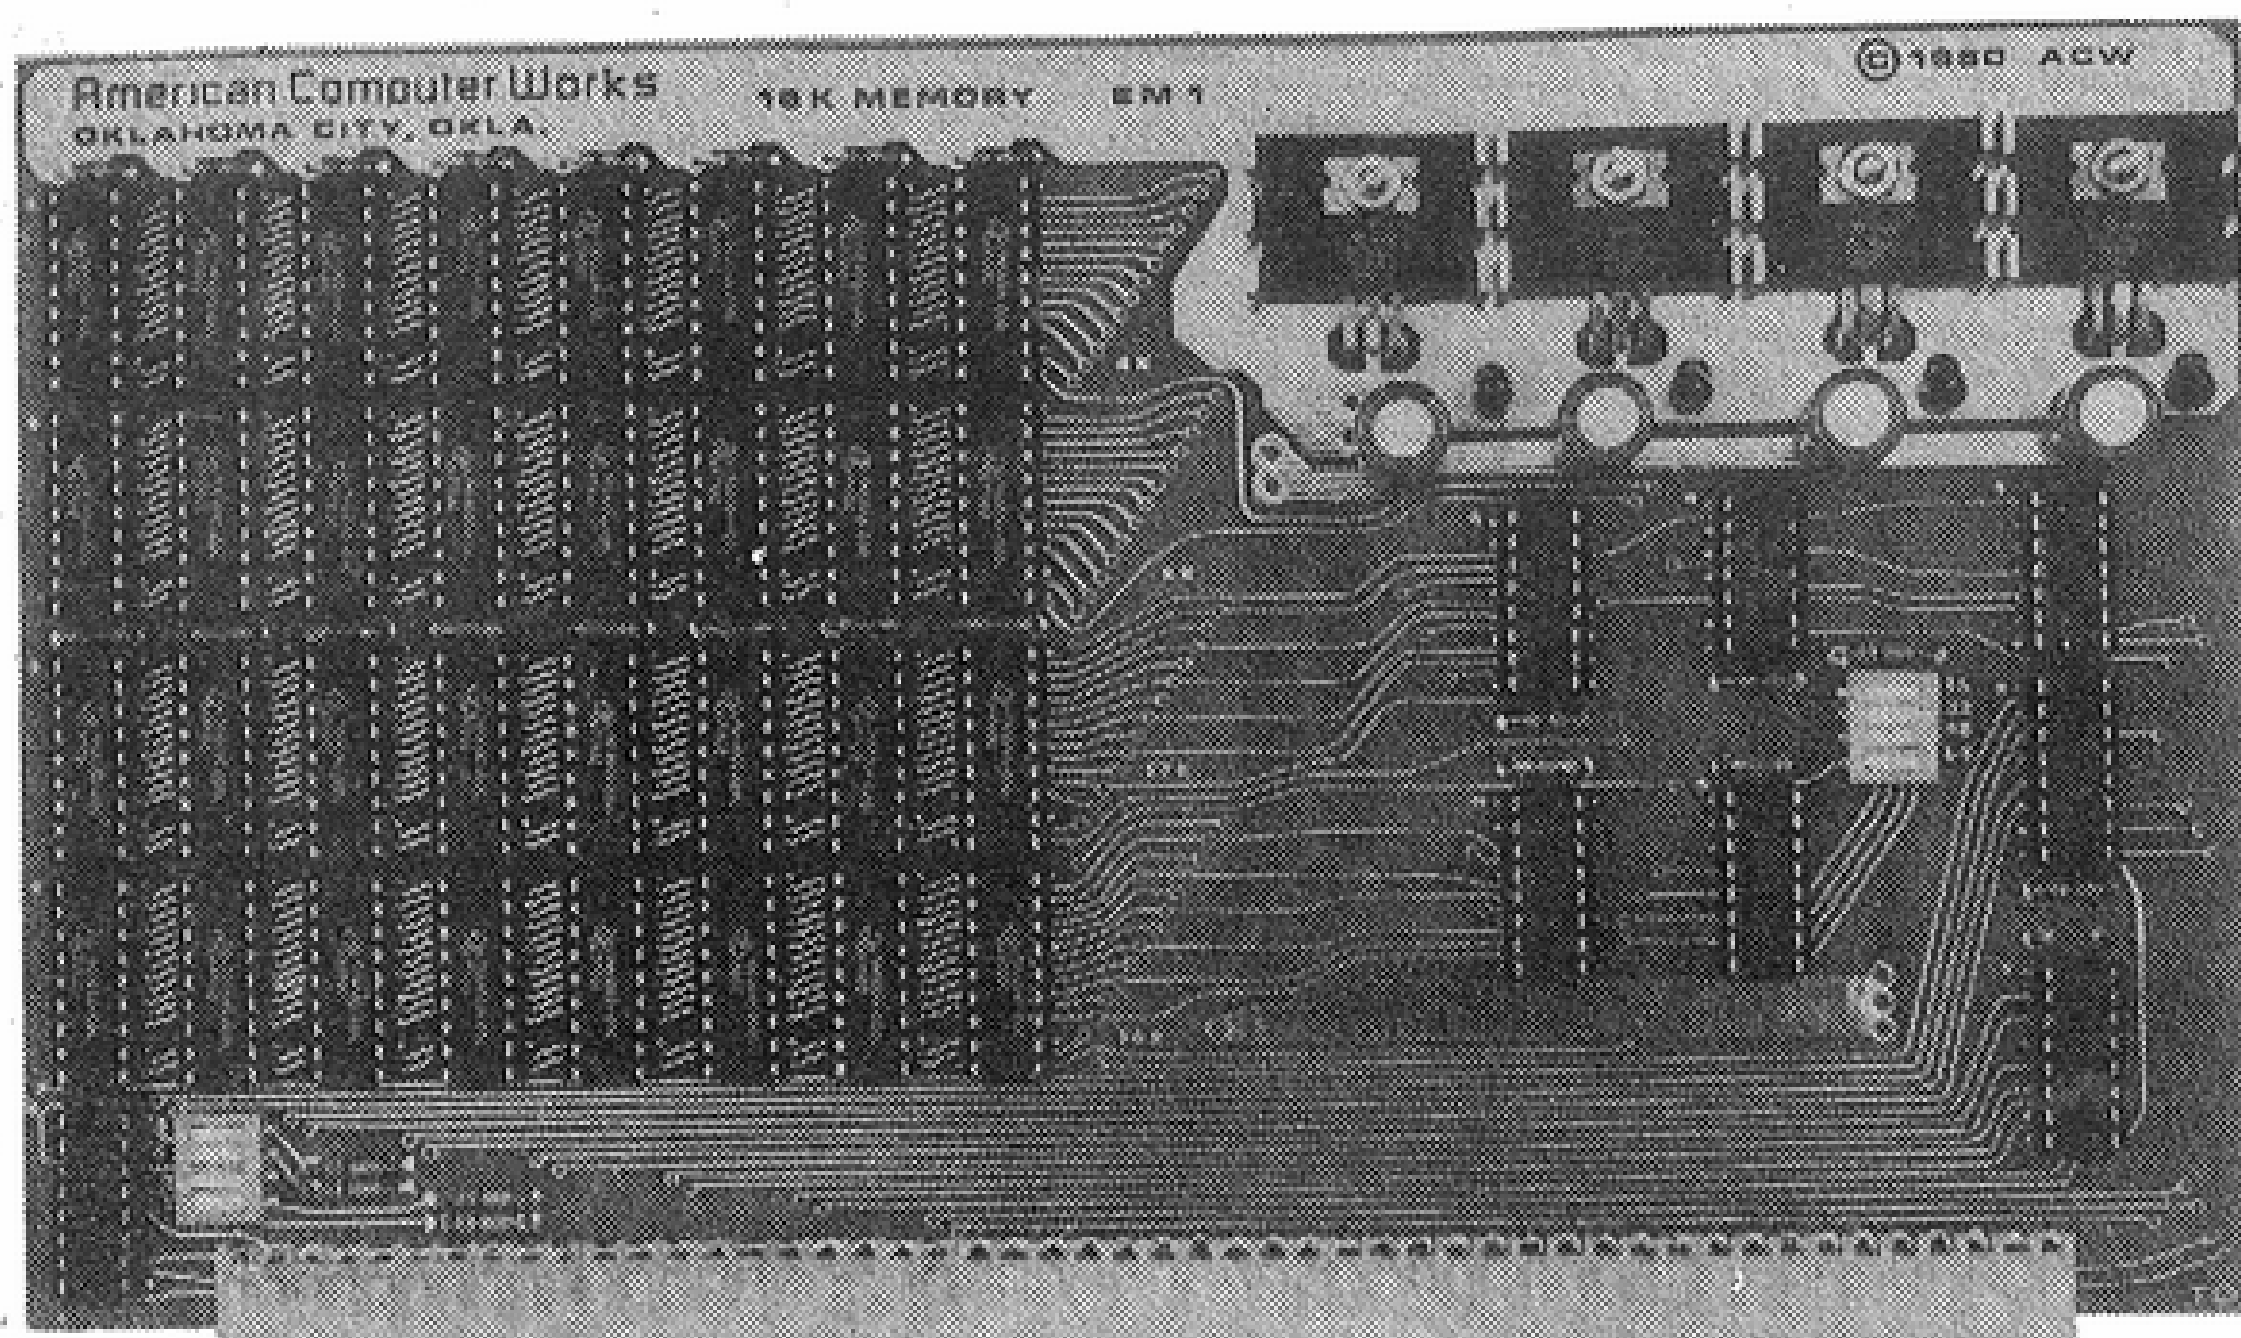 American Computer Works
OKLAHOMA CITY, OKLA.
16K MEMORY EM1
© 1980 ACW